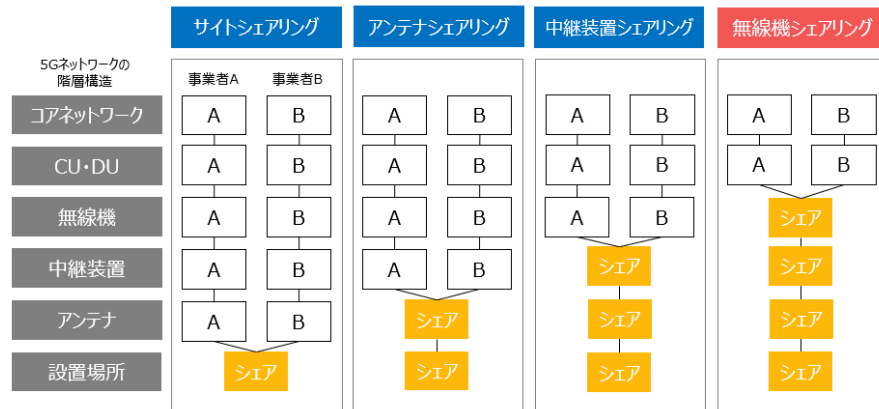 サイトシェアリング アンテナシェアリング 中継装置シェアリング 無線機シェアリング
5Gネットワークの
階層構造
事業者A 事業者B
コアネットワーク A B A B A B A B
CU・DU A B A B A B A B
無線機 A B A B A B シェア
中継装置 A B A B シェア シェア
アンテナ A B シェア シェア シェア
設置場所 シェア シェア シェア シェア